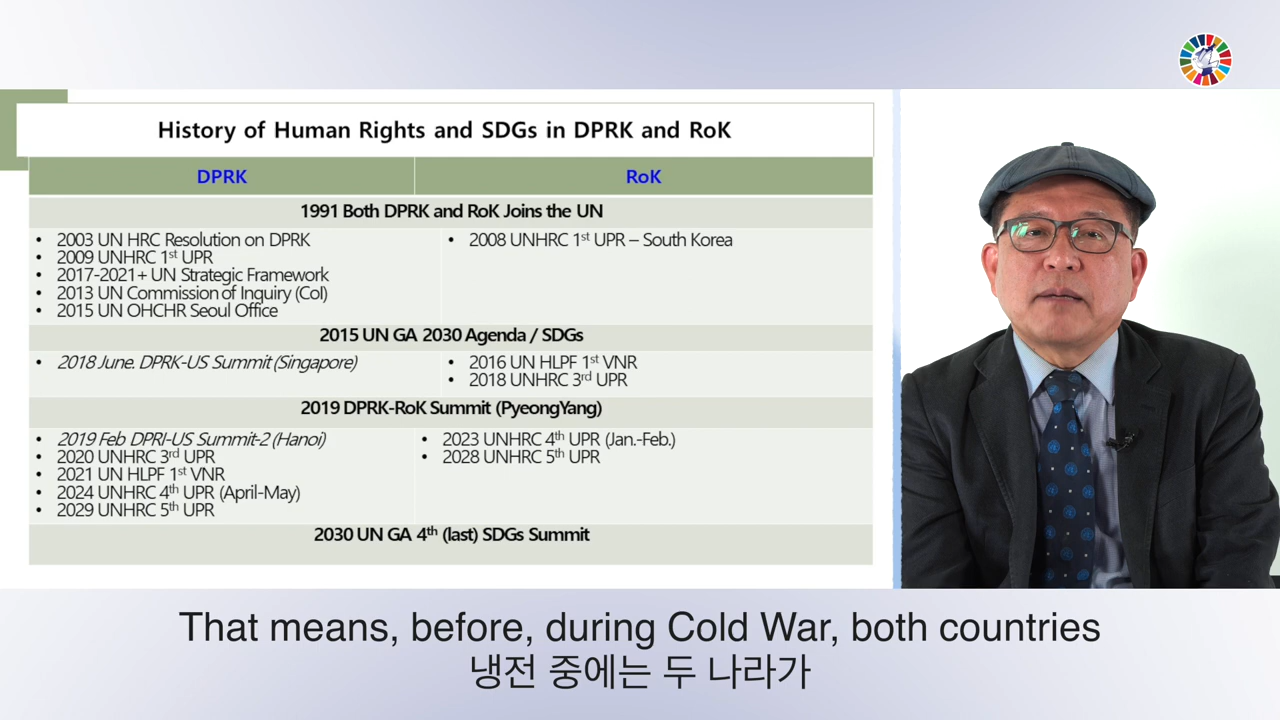 History of Human Rights and SDGs in DPRK and RoK
DPRK
RoK
1991 Both DPRK and RoK Joins the UN
• 2003 UN HRC Resolution on DPRK
• 2009 UNHRC 1st UPR
• 2017-2021+ UN Strategic Framework
• 2013 UN Commission of Inquiry (CoI)
• 2015 UN OHCHR Seoul Office
• 2008 UNHRC 1st UPR – South Korea
2015 UN GA 2030 Agenda / SDGs
• 2018 June. DPRK-US Summit (Singapore)
• 2016 UN HLPF 1st VNR
• 2018 UNHRC 3rd UPR
2019 DPRK-RoK Summit (PyeongYang)
• 2019 Feb DPRI-US Summit-2 (Hanoi)
• 2020 UNHRC 3rd UPR
• 2021 UN HLPF 1st VNR
• 2024 UNHRC 4th UPR (April-May)
• 2029 UNHRC 5th UPR
• 2023 UNHRC 4th UPR (Jan.-Feb.)
• 2028 UNHRC 5th UPR
2030 UN GA 4th (last) SDGs Summit
That means, before, during Cold War, both countries
냉전 중에는 두 나라가